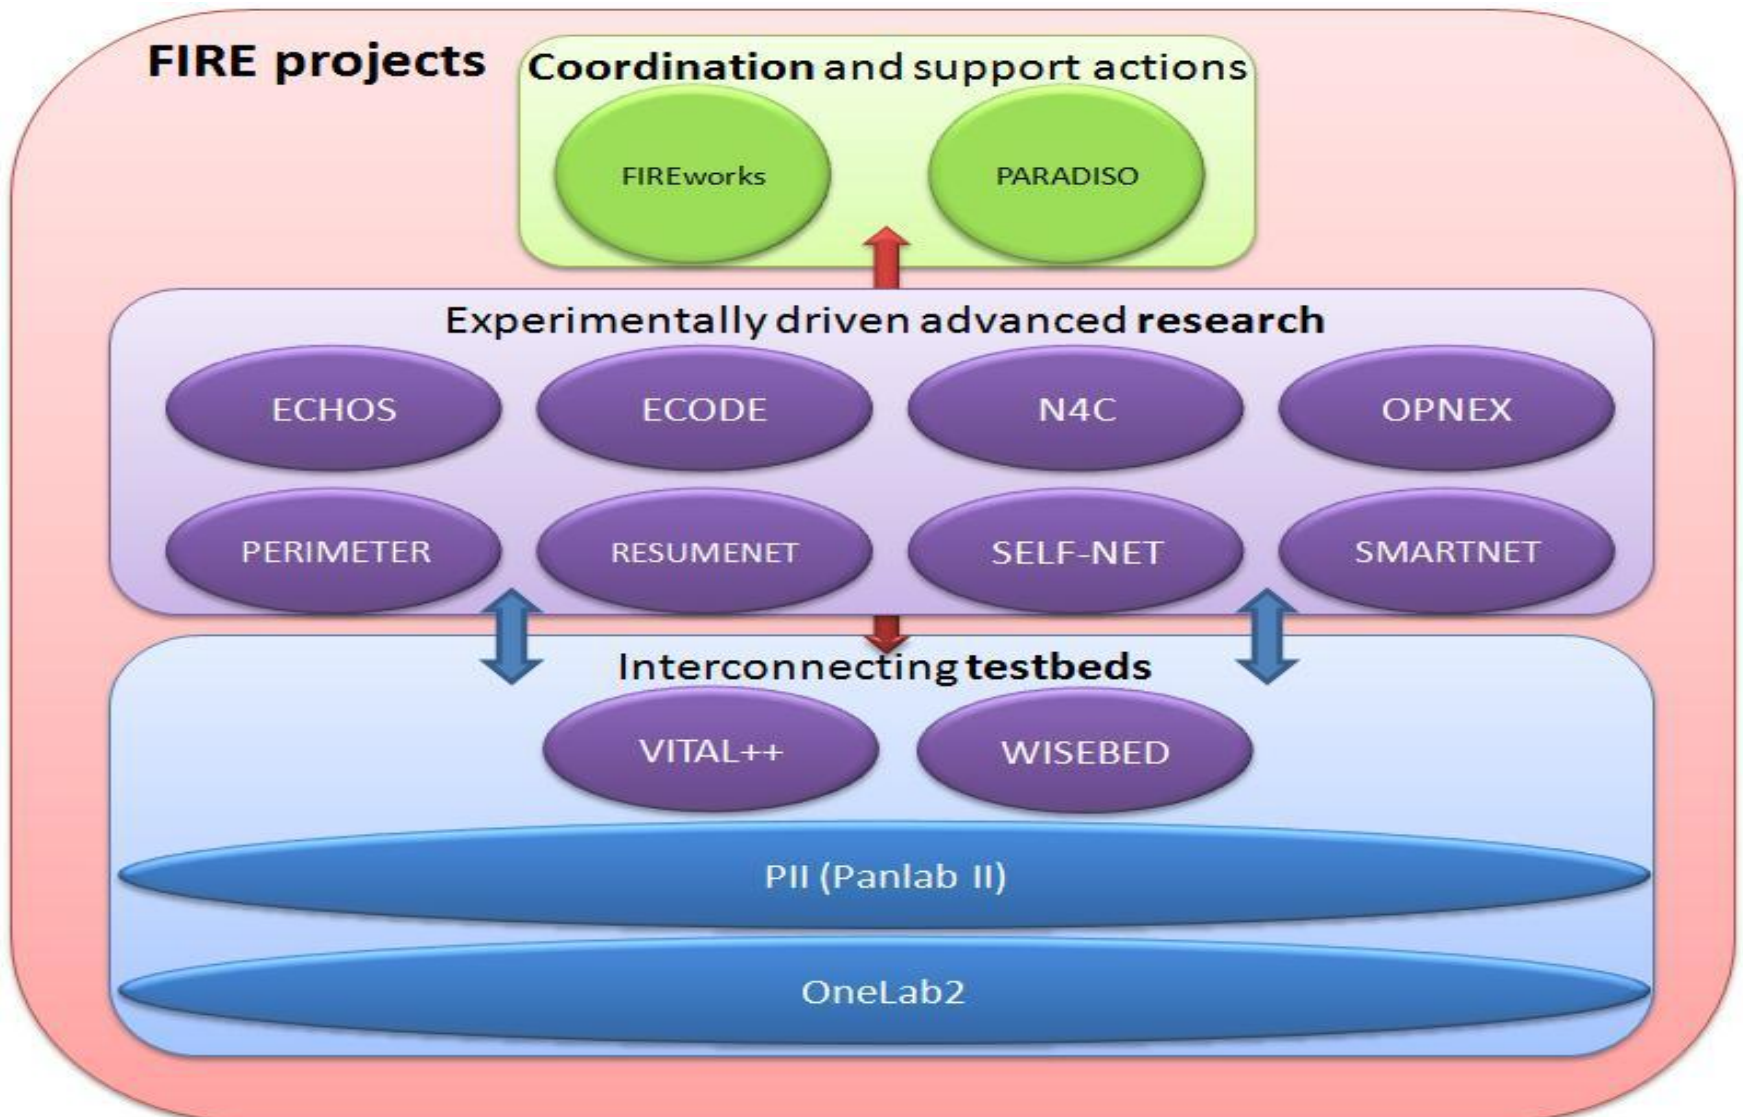 FIRE projects
Coordination and support actions
FIREworks
PARADISO
Experimentally driven advanced research
ECHOS
ECODE
N4C
OPNEX
PERIMETER
RESUMENET
SELF-NET
SMARTNET
Interconnecting testbeds
VITAL++
WISEBED
PII (Panlab II)
OneLab2